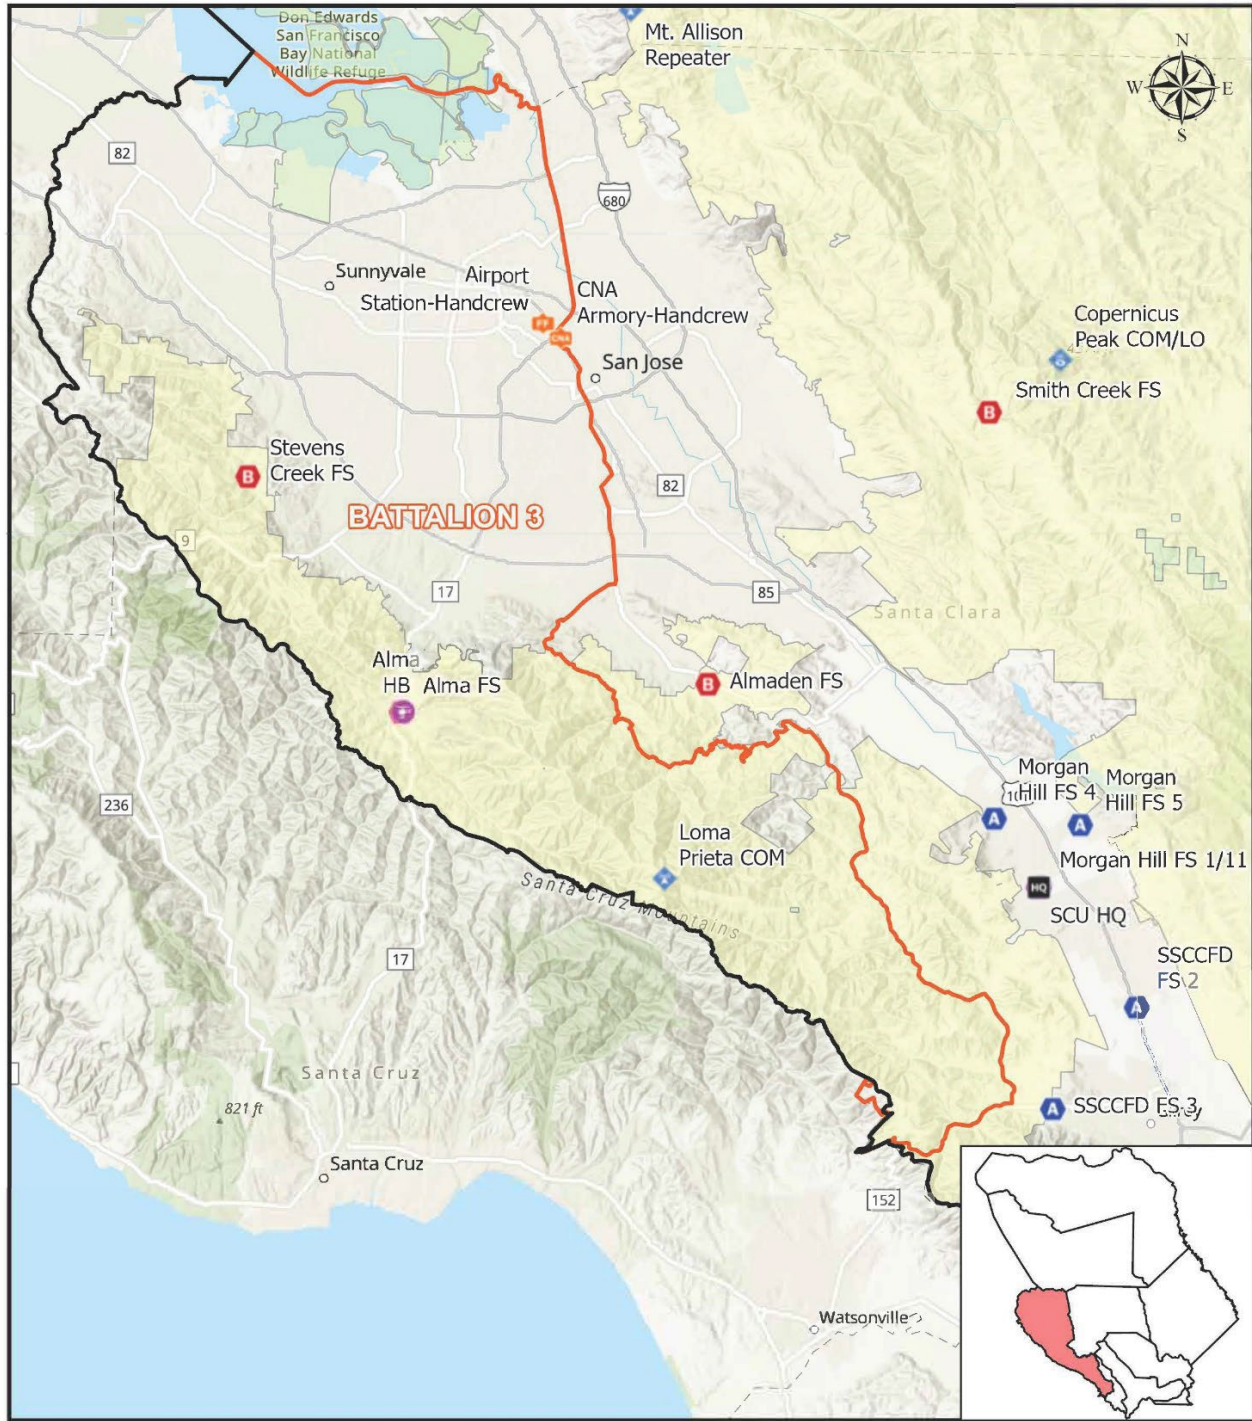 Don Edwards
San Francisco
Bay National
Wildlife Refuge
Mt. Allison
Repeater
N
W
E
S
82
680
Sunnyvale
Airport
Station-Handcrew
CNA
Armory-Handcrew
FF
CNA
San Jose
Copernicus
Peak COM/LO
Smith Creek FS
B
Stevens
Creek FS
B
BATTALION 3
82
9
17
85
Santa Clara
Alma
HB
Alma FS
B
Almaden FS
236
Morgan
Hill FS 4
101
Morgan
Hill FS 5
A
A
Loma
Prieta COM
Morgan Hill FS 1/11
HQ
SCU HQ
Santa Cruz Mountains
17
SSCCFD
FS 2
A
Santa Cruz
821 ft
A
SSCCFD FS 3
Gilroy
Santa Cruz
152
Watsonville